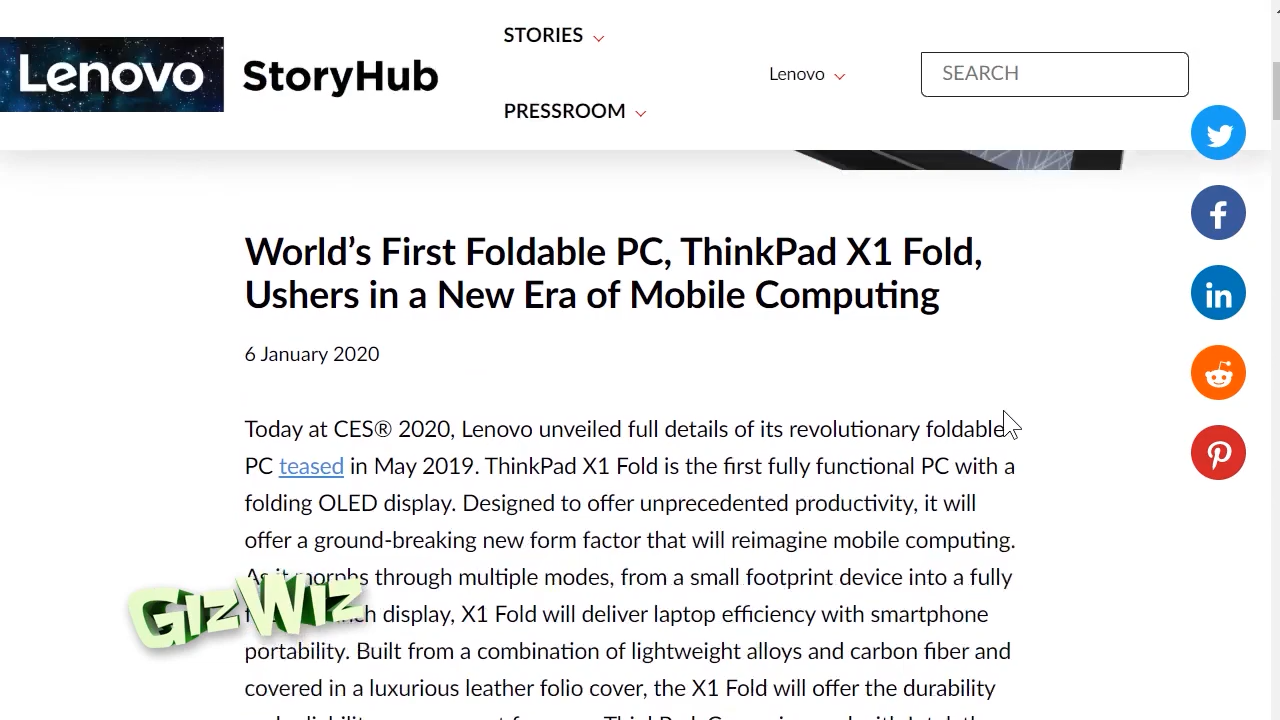 STORIES
Lenovo StoryHub
Lenovo
SEARCH
PRESSROOM
World’s First Foldable PC, ThinkPad X1 Fold,
Ushers in a New Era of Mobile Computing
6 January 2020
Today at CES® 2020, Lenovo unveiled full details of its revolutionary foldable
PC teased in May 2019. ThinkPad X1 Fold is the first fully functional PC with a
folding OLED display. Designed to offer unprecedented productivity, it will
offer a ground-breaking new form factor that will reimagine mobile computing.
As it morphs through multiple modes, from a small footprint device into a fully
display, X1 Fold will deliver laptop efficiency with smartphone
GizWiz
portability. Built from a combination of lightweight alloys and carbon fiber and
covered in a luxurious leather folio cover, the X1 Fold will offer the durability